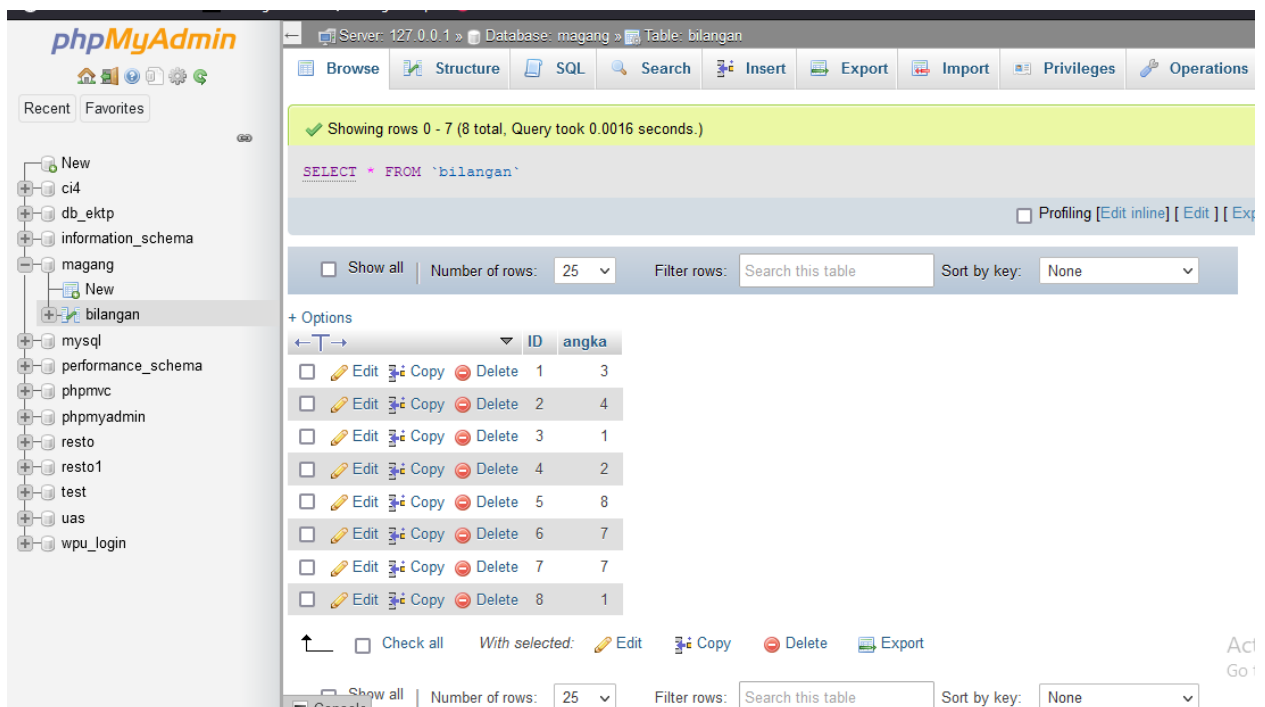 phpMyAdmin
Recent Favorites
New
ci4
db_ektp
information_schema
magang
New
bilangan
mysql
performance_schema
phpmvc
phpmyadmin
resto
resto1
test
uas
wpu_login
← Server: 127.0.0.1 » Database: magang » Table: bilangan
Browse Structure SQL Search Insert Export Import Privileges Operations
Showing rows 0 - 7 (8 total, Query took 0.0016 seconds.)
SELECT * FROM `bilangan`
Profiling [Edit inline] [ Edit ] [ Exp
Show all | Number of rows: 25 Filter rows: Search this table Sort by key: None
+ Options
←T→ ID angka
Edit Copy Delete 1 3
Edit Copy Delete 2 4
Edit Copy Delete 3 1
Edit Copy Delete 4 2
Edit Copy Delete 5 8
Edit Copy Delete 6 7
Edit Copy Delete 7 7
Edit Copy Delete 8 1
Check all With selected: Edit Copy Delete Export
Act
Go
Show all | Number of rows: 25 Filter rows: Search this table Sort by key: None
Console